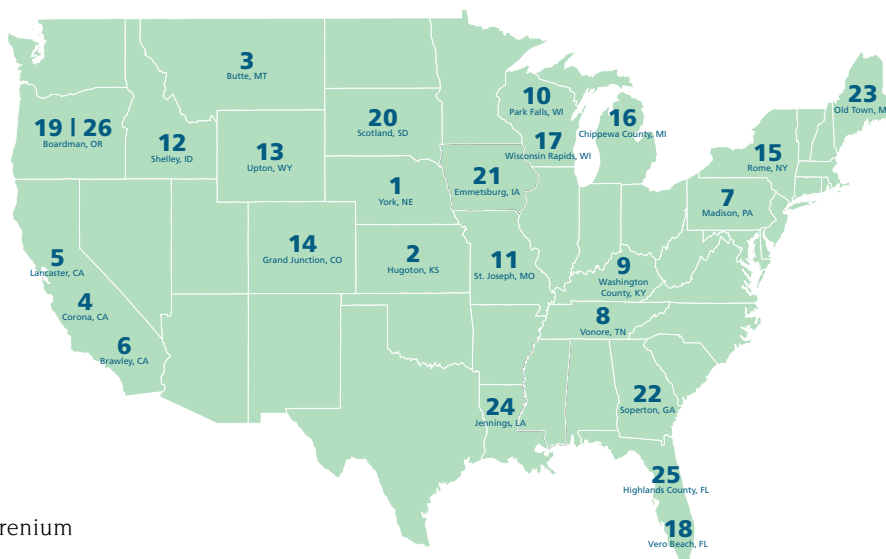 3
Butte, MT
19 | 26
Boardman, OR
12
Shelley, ID
13
Upton, WY
20
Scotland, SD
10
Park Falls, WI
17
Wisconsin Rapids, WI
16
Chippewa County, MI
23
Old Town, M
15
Rome, NY
1
York, NE
21
Emmetsburg, IA
7
Madison, PA
5
Lancaster, CA
4
Corona, CA
6
Brawley, CA
14
Grand Junction, CO
2
Hugoton, KS
11
St. Joseph, MO
9
Washington
County, KY
8
Vonore, TN
24
Jennings, LA
22
Soperton, GA
25
Highlands County, FL
18
Vero Beach, FL
renium